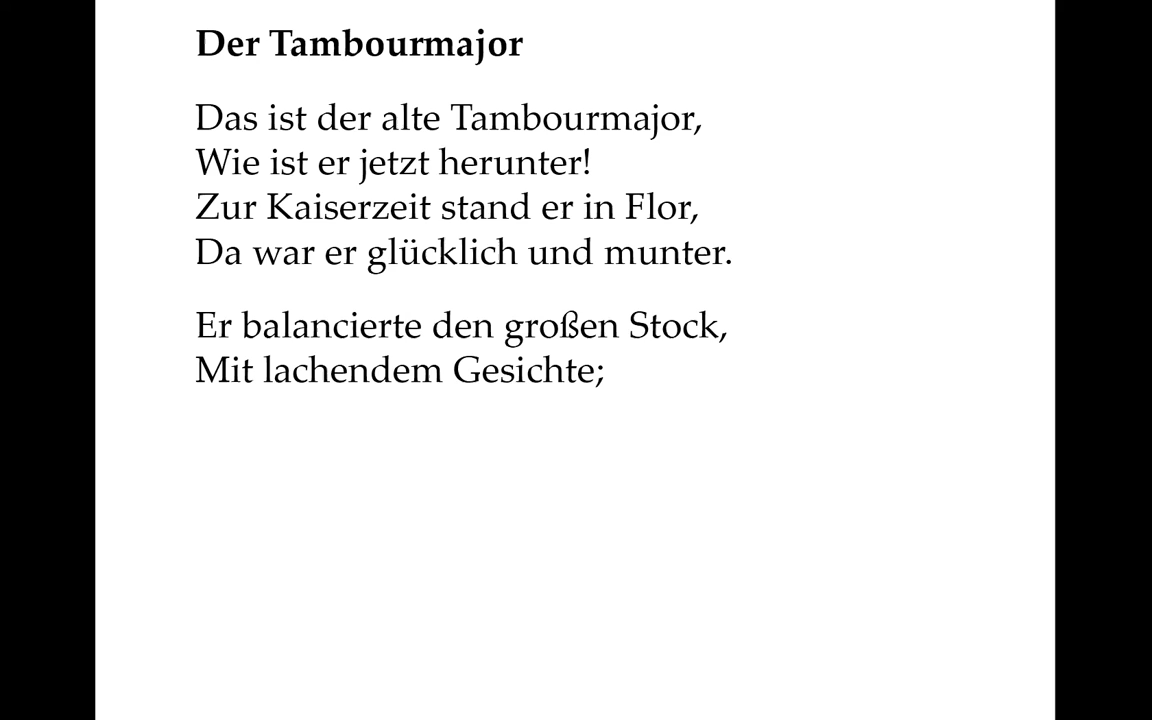 Der Tambourmajor
Das ist der alte Tambourmajor,
Wie ist er jetzt herunter!
Zur Kaiserzeit stand er in Flor,
Da war er glücklich und munter.
Er balancierte den großen Stock,
Mit lachendem Gesichte;